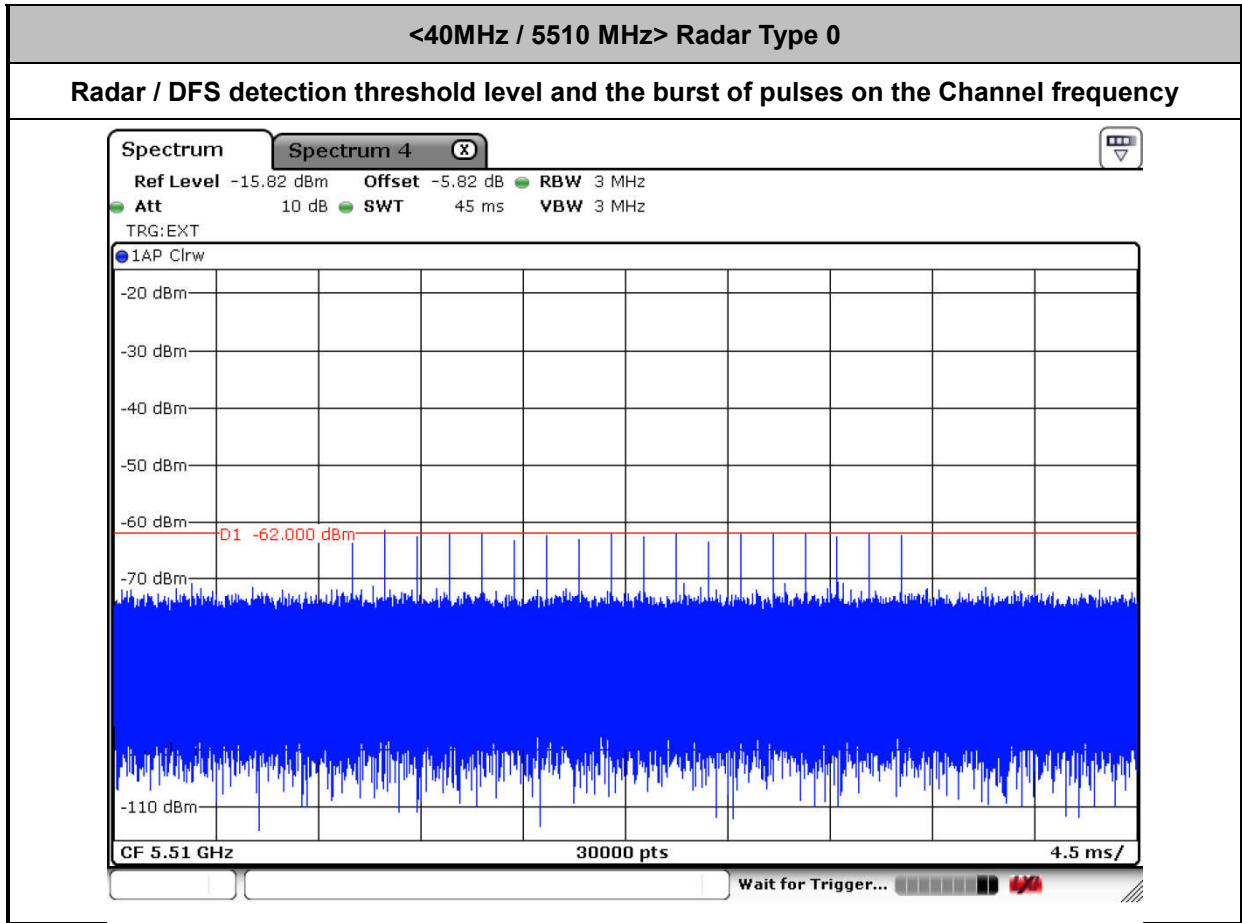 <40MHz / 5510 MHz> Radar Type 0
Radar / DFS detection threshold level and the burst of pulses on the Channel frequency
Spectrum Spectrum 4 X
Ref Level -15.82 dBm Offset -5.82 dB RBW 3 MHz
Att 10 dB SWT 45 ms VBW 3 MHz
TRG:EXT
1AP Clrw
-20 dBm
-30 dBm
-40 dBm
-50 dBm
-60 dBm
D1 -62.000 dBm
-70 dBm
-110 dBm
CF 5.51 GHz 30000 pts 4.5 ms/
Wait for Trigger... LXI